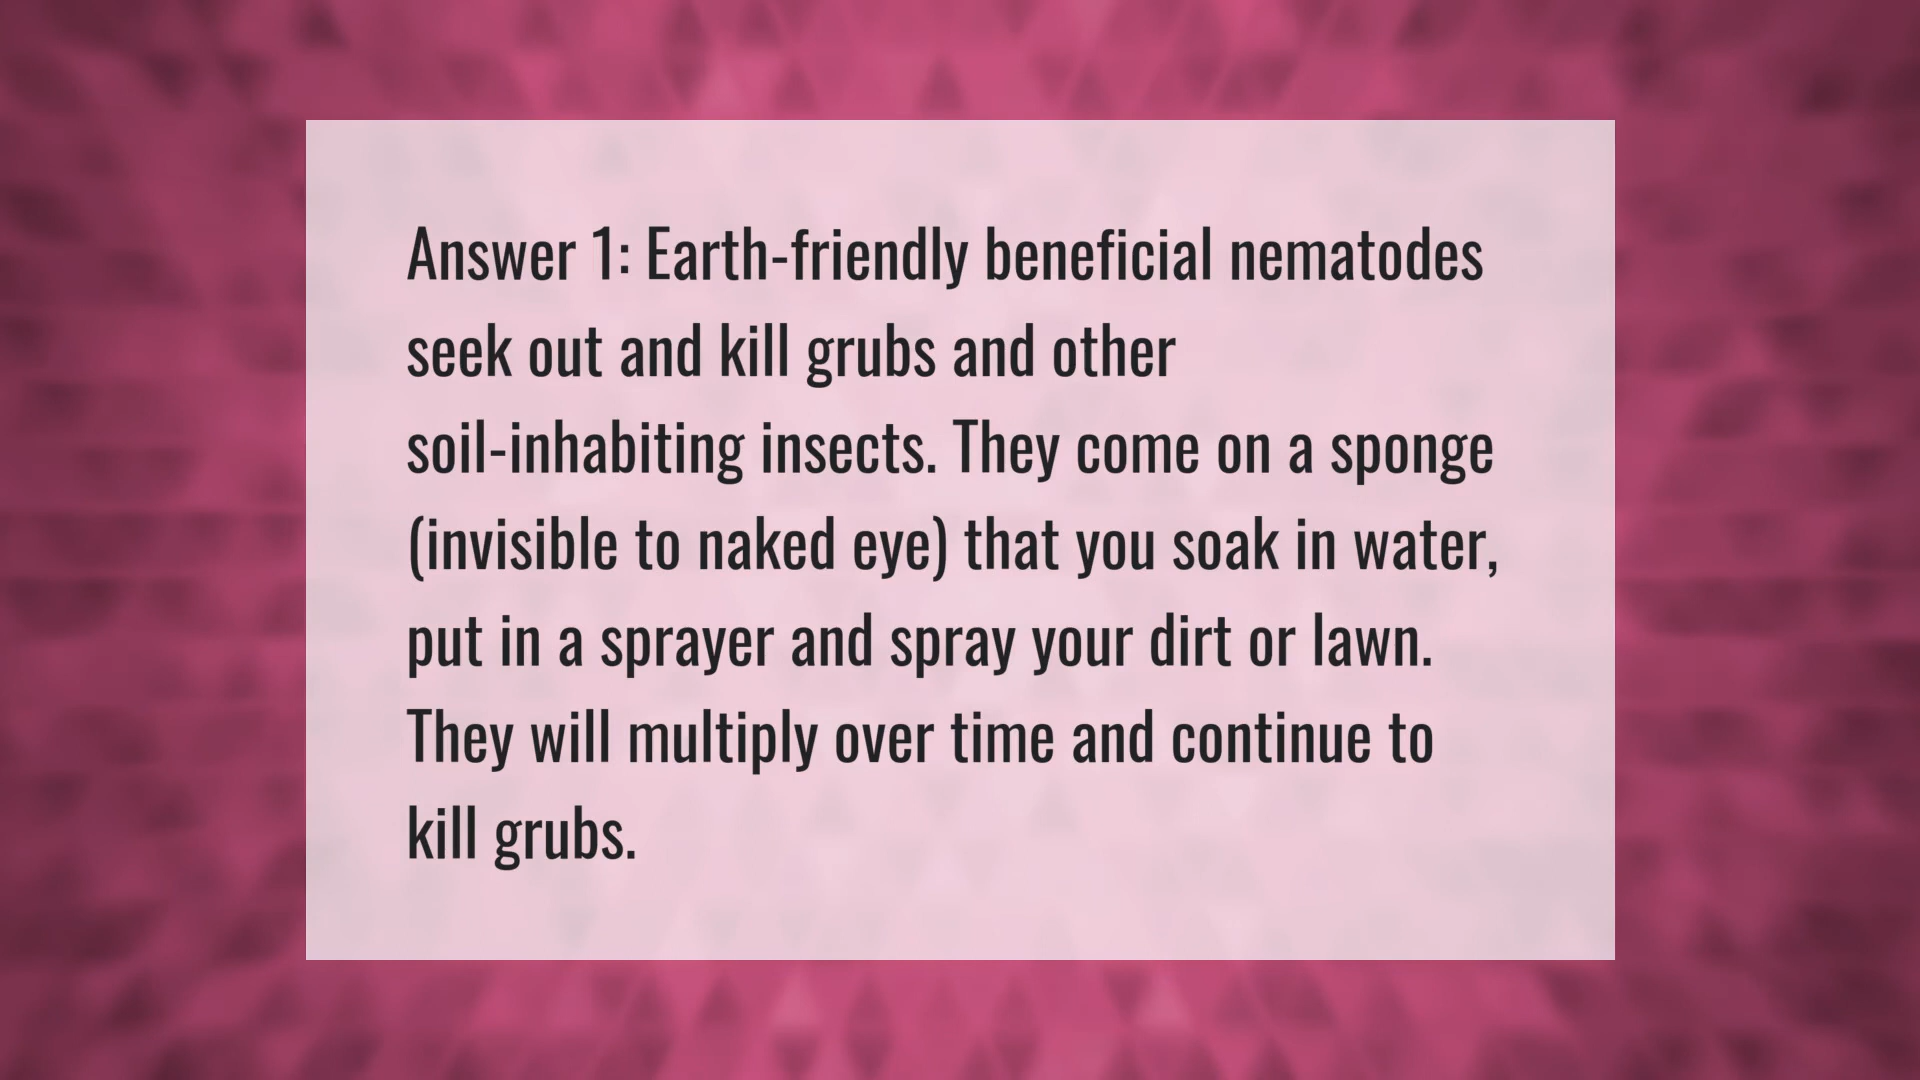 Answer 1: Earth-friendly beneficial nematodes
seek out and kill grubs and other
soil-inhabiting insects. They come on a sponge
(invisible to naked eye) that you soak in water,
put in a sprayer and spray your dirt or lawn.
They will multiply over time and continue to
kill grubs.